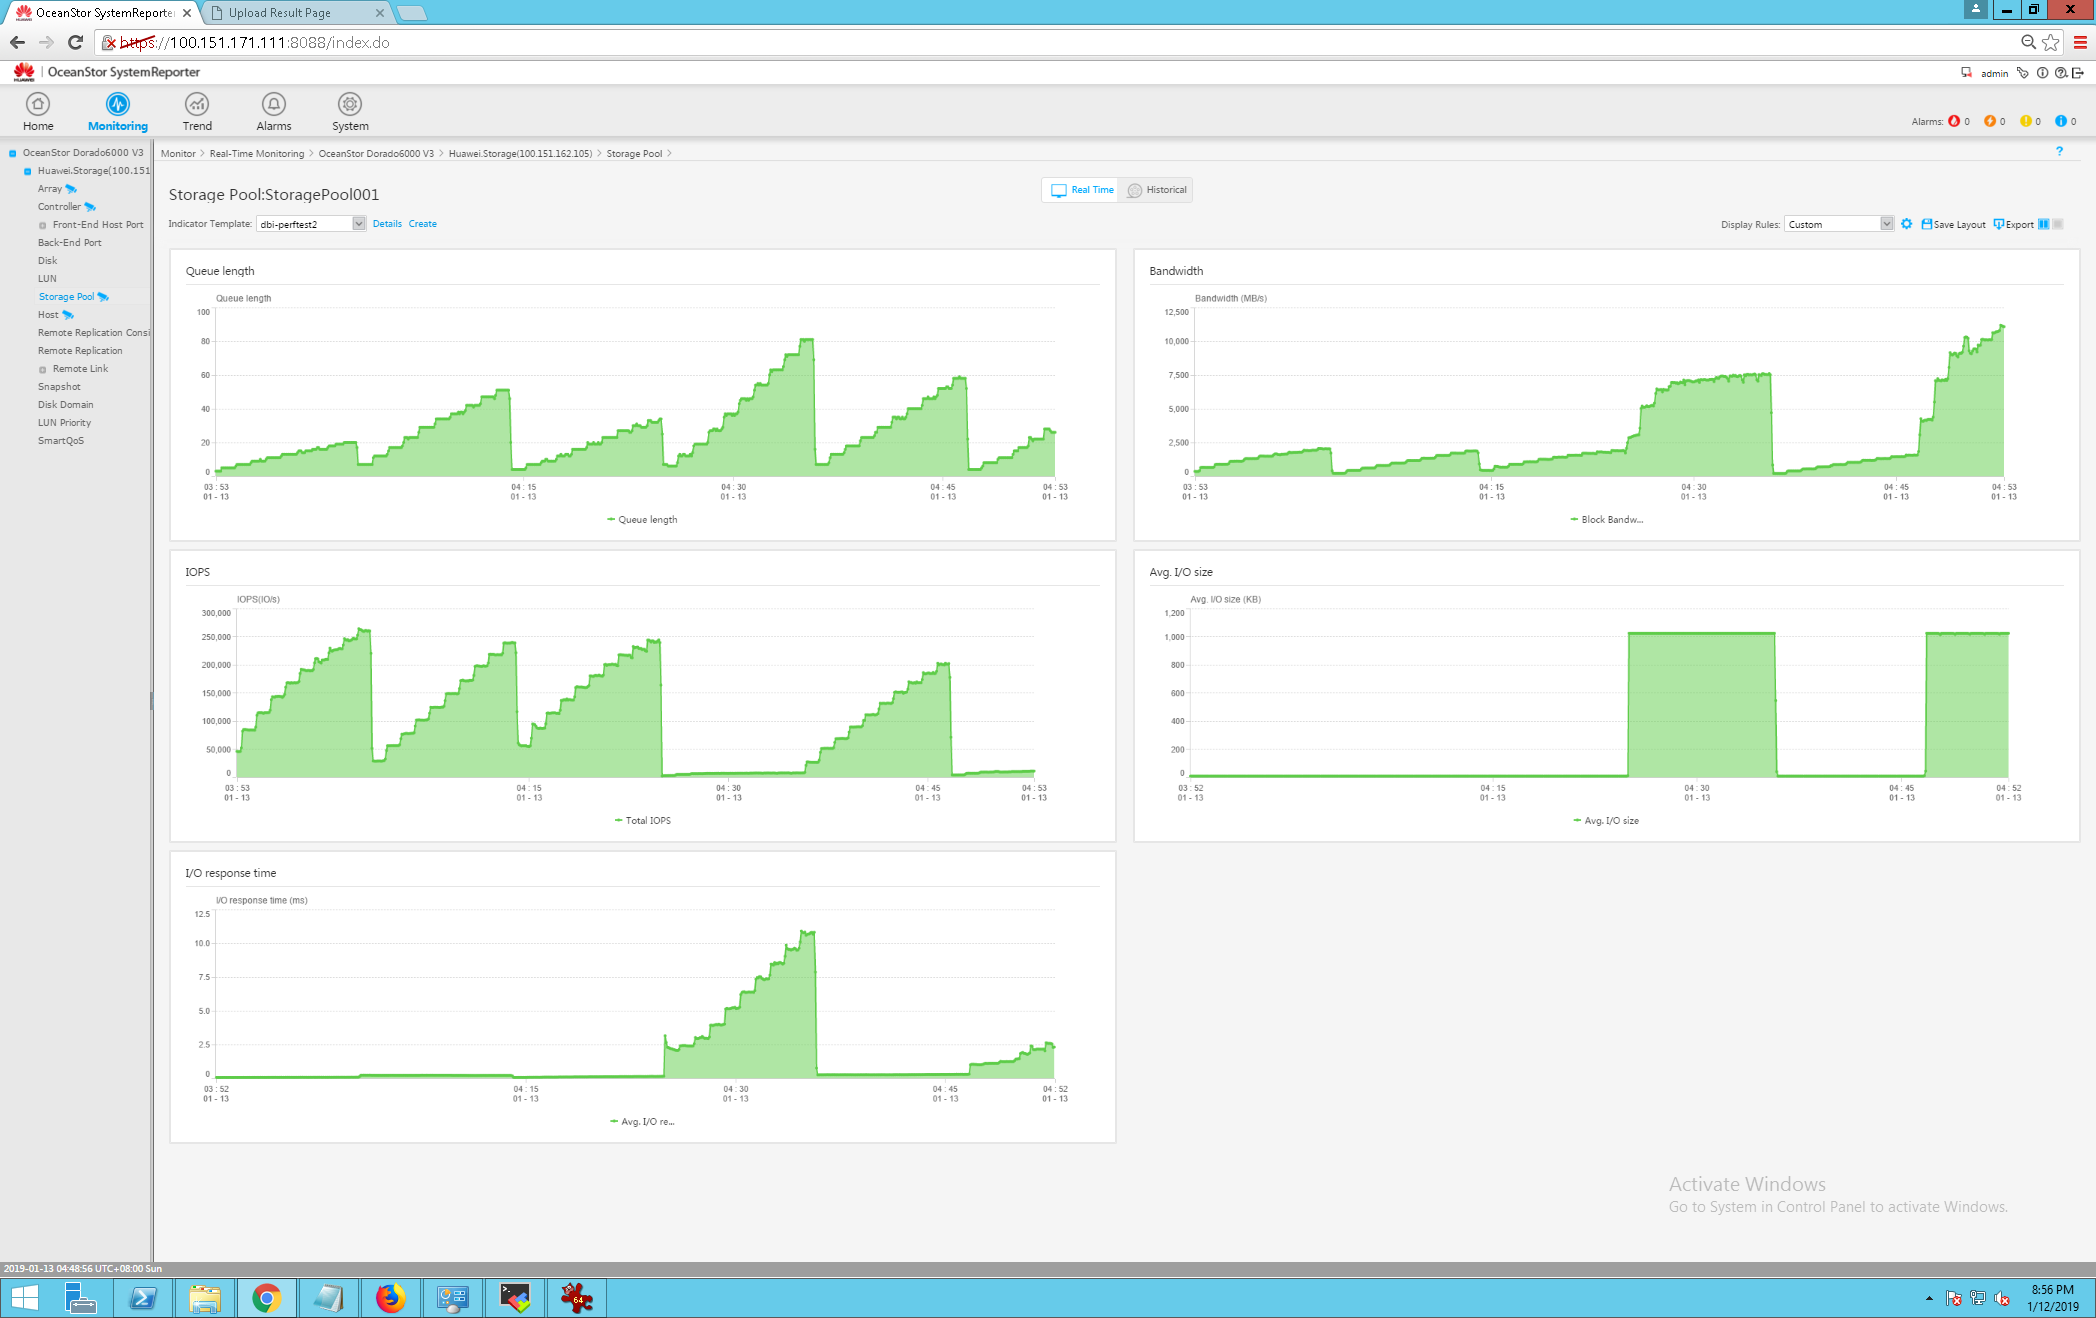 OceanStor SystemReporte
Upload Result Page
https://100.151.171.111:8088/index.do
HUAWEI
OceanStor SystemReporter
admin
Home
Monitoring
Trend
Alarms
System
Alarms: 0 0 0 0
OceanStor Dorado6000 V3
Huawei.Storage(100.151
Array
Controller
Front-End Host Port
Back-End Port
Disk
LUN
Storage Pool
Host
Remote Replication Consi
Remote Replication
Remote Link
Snapshot
Disk Domain
LUN Priority
SmartQoS
Monitor > Real-Time Monitoring > OceanStor Dorado6000 V3 > Huawei.Storage(100.151.162.105) > Storage Pool >
?
Storage Pool:StoragePool001
Real Time
Historical
Indicator Template: dbi-perftest2 Details Create
Display Rules: Custom Save Layout Export
Queue length
Queue length
100
80
60
40
20
0
03 : 53 04 : 15 04 : 30 04 : 45 04 : 53
01 - 13 01 - 13 01 - 13 01 - 13 01 - 13
Queue length
Bandwidth
Bandwidth (MB/s)
12,500
10,000
7,500
5,000
2,500
0
03 : 53 04 : 15 04 : 30 04 : 45 04 : 53
01 - 13 01 - 13 01 - 13 01 - 13 01 - 13
Block Bandw...
IOPS
IOPS(IO/s)
300,000
250,000
200,000
150,000
100,000
50,000
0
03 : 53 04 : 15 04 : 30 04 : 45 04 : 53
01 - 13 01 - 13 01 - 13 01 - 13 01 - 13
Total IOPS
Avg. I/O size
Avg. I/O size (KB)
1,200
1,000
800
600
400
200
0
03 : 52 04 : 15 04 : 30 04 : 45 04 : 52
01 - 13 01 - 13 01 - 13 01 - 13 01 - 13
Avg. I/O size
I/O response time
I/O response time (ms)
12.5
10.0
7.5
5.0
2.5
0
03 : 52 04 : 15 04 : 30 04 : 45 04 : 52
01 - 13 01 - 13 01 - 13 01 - 13 01 - 13
Avg. I/O re...
Activate Windows
Go to System in Control Panel to activate Windows.
2019-01-13 04:48:56 UTC+08:00 Sun
64
8:56 PM
1/12/2019